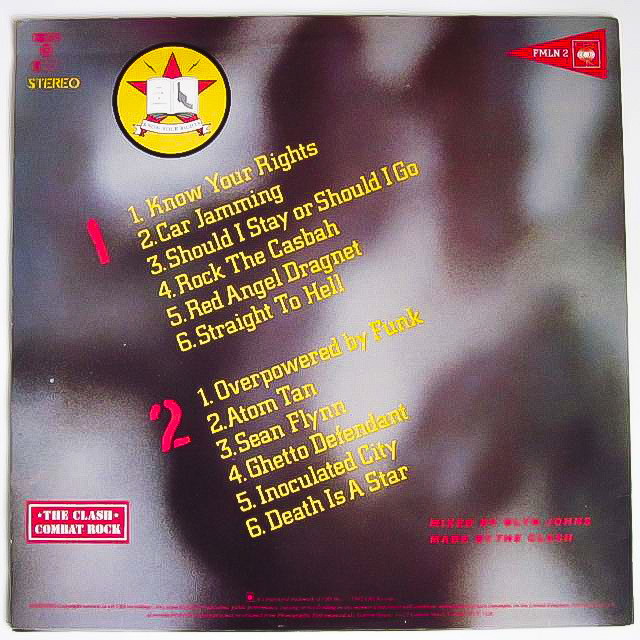 STEREO
FMLN 2
KNOW YOUR RIGHTS
1
1. Know Your Rights
2. Car Jamming
3. Should I Stay or Should I Go
4. Rock The Casbah
5. Red Angel Dragnet
6. Straight To Hell
2
1. Overpowered by Funk
2. Atom Tan
3. Sean Flynn
4. Ghetto Defendant
5. Inoculated City
6. Death Is A Star
·THE CLASH·
COMBAT ROCK
MIXED BY GLYN JOHNS
MADE BY THE CLASH